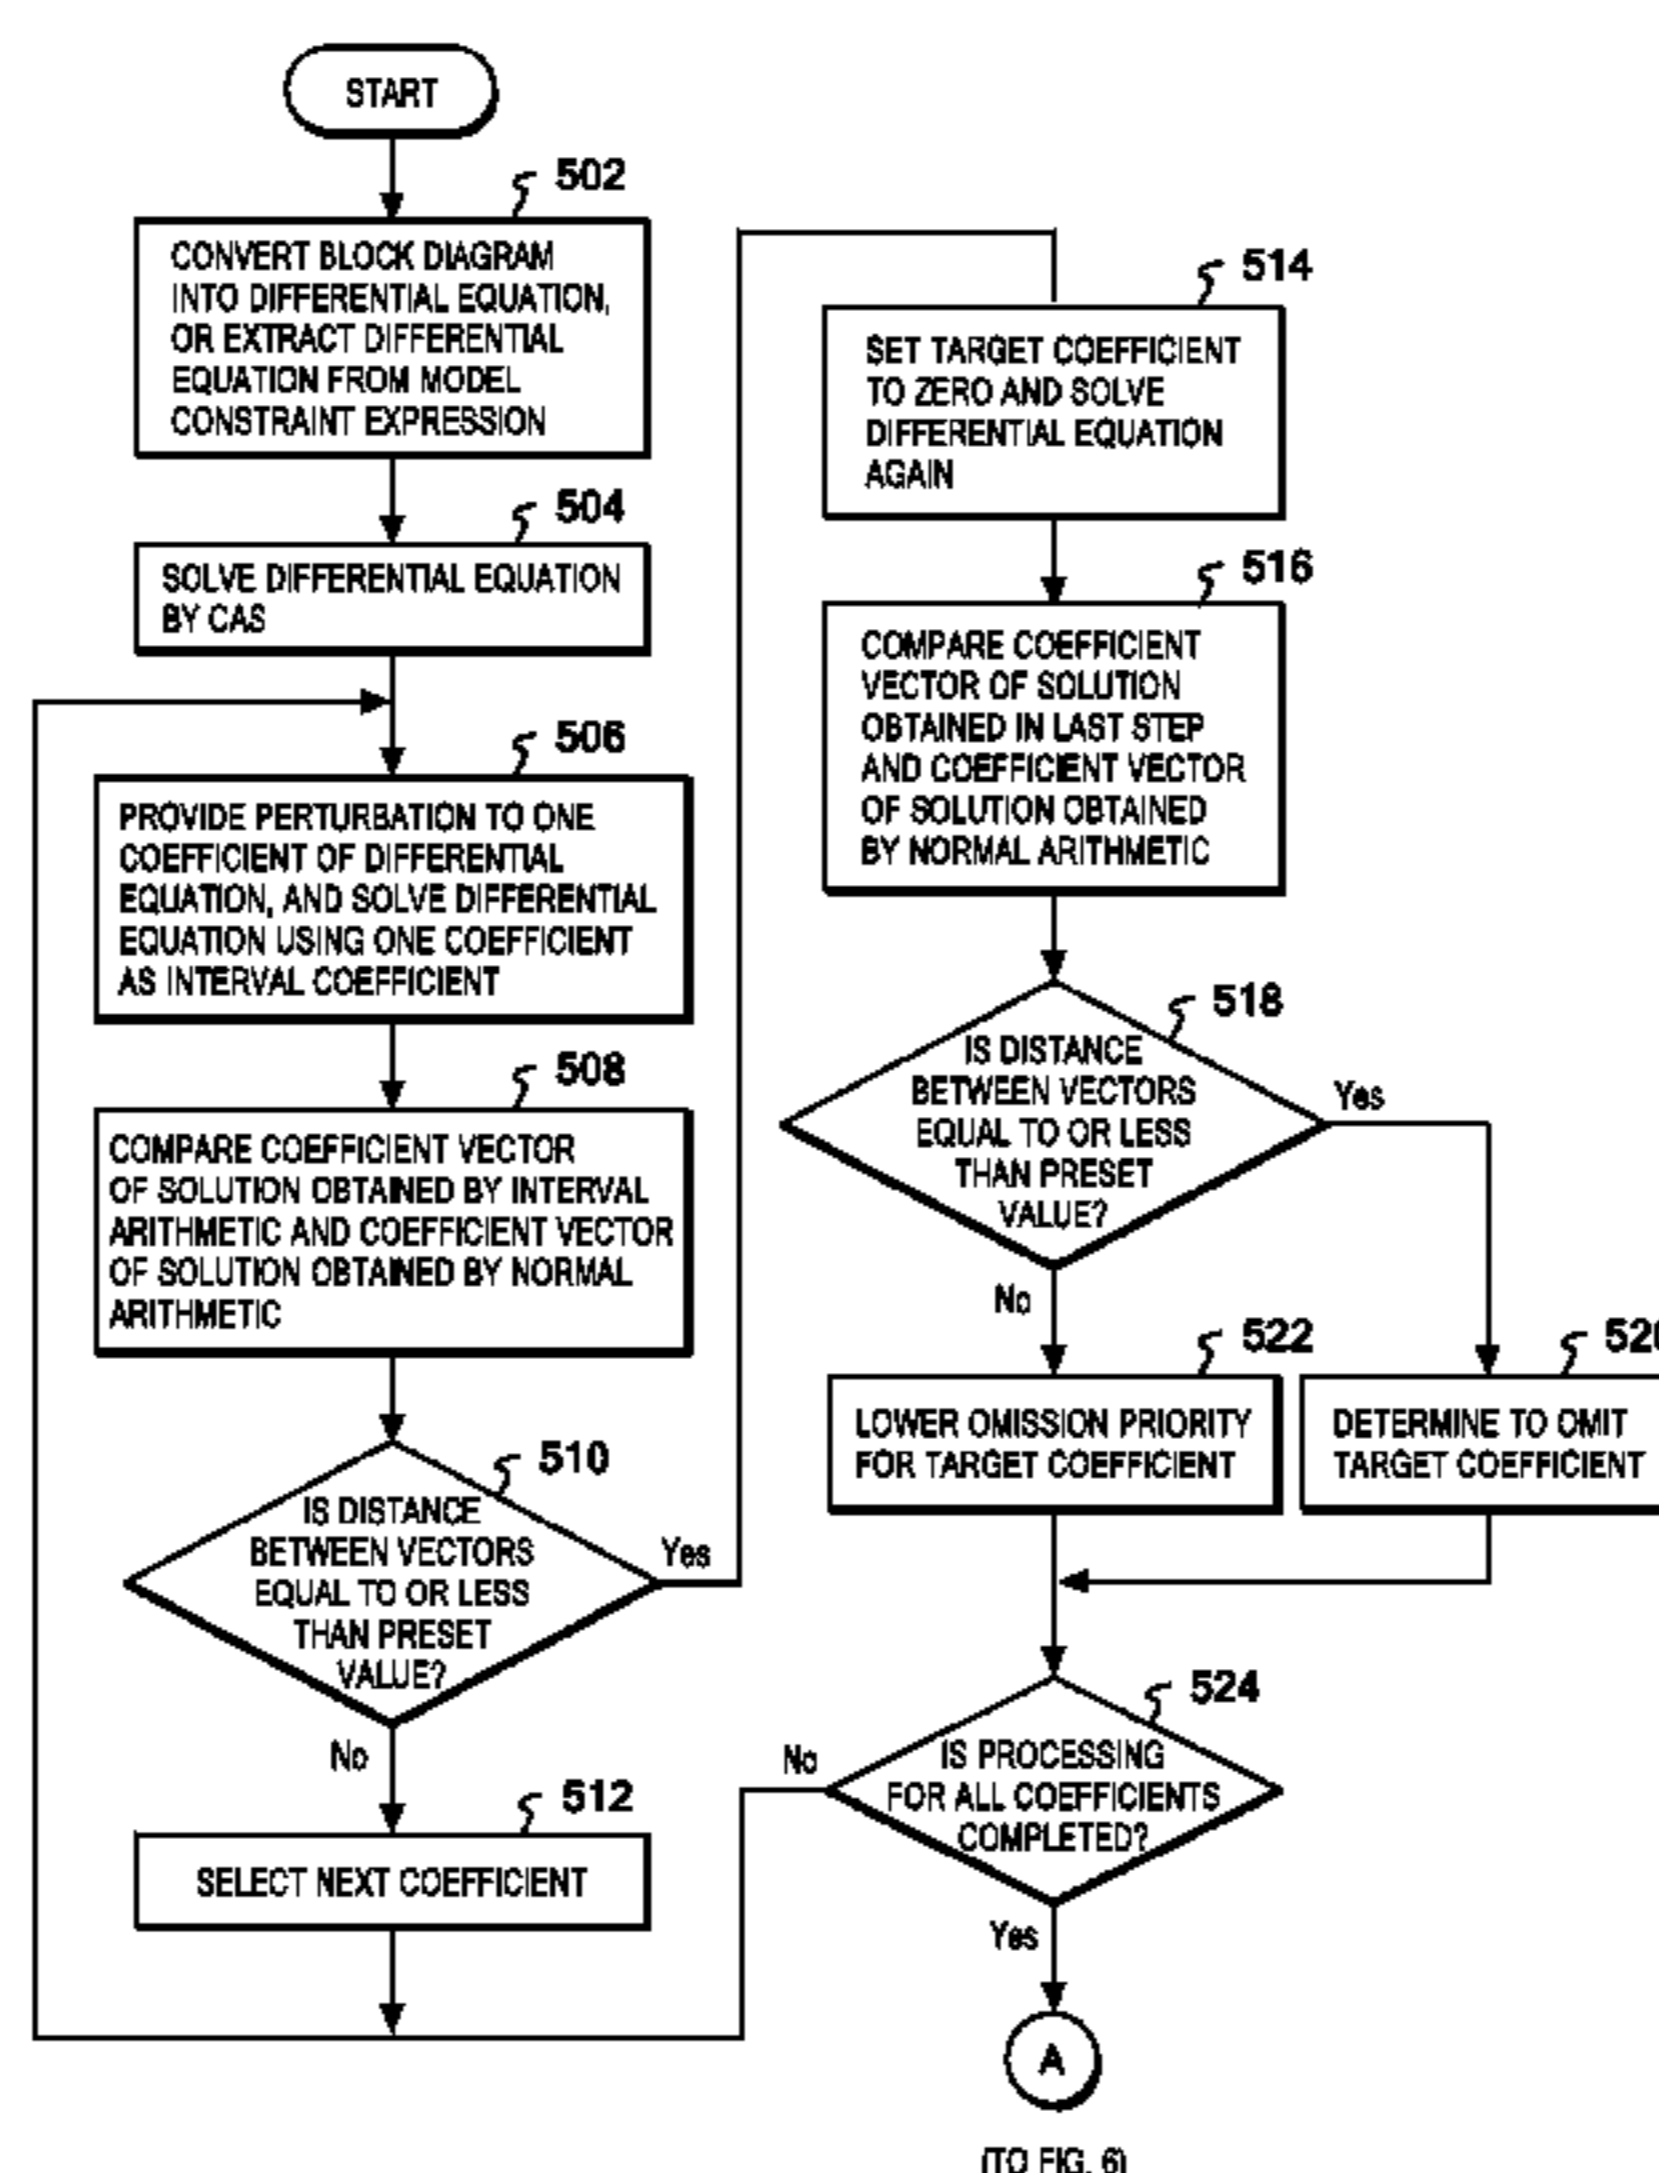 START
502
CONVERT BLOCK DIAGRAM
INTO DIFFERENTIAL EQUATION,
OR EXTRACT DIFFERENTIAL
EQUATION FROM MODEL
CONSTRAINT EXPRESSION
504
SOLVE DIFFERENTIAL EQUATION
BY CAS
506
PROVIDE PERTURBATION TO ONE
COEFFICIENT OF DIFFERENTIAL
EQUATION, AND SOLVE DIFFERENTIAL
EQUATION USING ONE COEFFICIENT
AS INTERVAL COEFFICIENT
508
COMPARE COEFFICIENT VECTOR
OF SOLUTION OBTAINED BY INTERVAL
ARITHMETIC AND COEFFICIENT VECTOR
OF SOLUTION OBTAINED BY NORMAL
ARITHMETIC
510
IS DISTANCE
BETWEEN VECTORS
EQUAL TO OR LESS
THAN PRESET
VALUE?
Yes
No
512
SELECT NEXT COEFFICIENT
514
SET TARGET COEFFICIENT
TO ZERO AND SOLVE
DIFFERENTIAL EQUATION
AGAIN
516
COMPARE COEFFICIENT
VECTOR OF SOLUTION
OBTAINED IN LAST STEP
AND COEFFICIENT VECTOR
OF SOLUTION OBTAINED
BY NORMAL ARITHMETIC
518
IS DISTANCE
BETWEEN VECTORS
EQUAL TO OR LESS
THAN PRESET
VALUE?
Yes
No
522
LOWER OMISSION PRIORITY
FOR TARGET COEFFICIENT
520
DETERMINE TO OMIT
TARGET COEFFICIENT
524
IS PROCESSING
FOR ALL COEFFICIENTS
COMPLETED?
No
Yes
A
(TO FIG. 6)